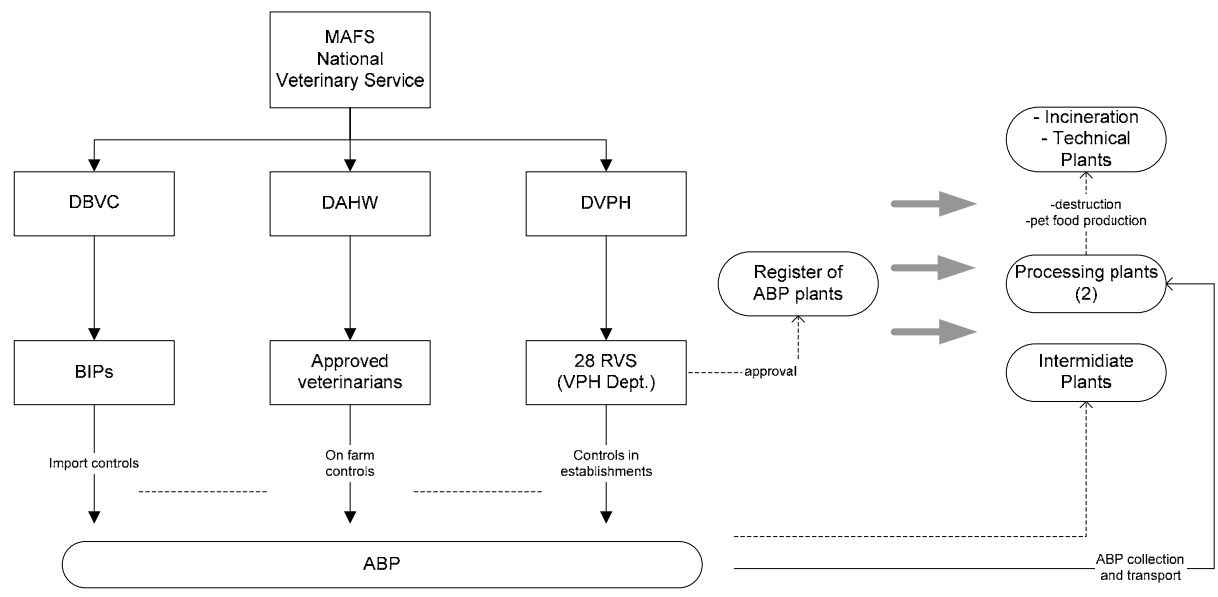 MAFS
National
Veterinary Service
DBVC
DAHW
DVPH
BIPs
Approved
veterinarians
28 RVS
(VPH Dept.)
approval
Register of
ABP plants
- Incineration
- Technical
Plants
-destruction
-pet food production
Processing plants
(2)
Intermidiate
Plants
Import controls
On farm
controls
Controls in
establishments
ABP
ABP collection
and transport